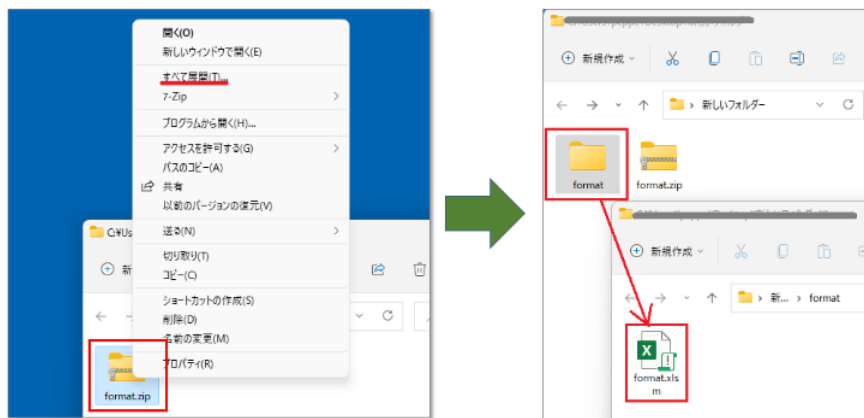 開く(O)
新しいウィンドウで開く(E)
すべて展開(T)...
7-Zip
プログラムから開く(H)...
アクセスを許可する(G)
パスのコピー(A)
共有
以前のバージョンの復元(V)
送る(N)
切り取り(T)
コピー(C)
ショートカットの作成(S)
削除(D)
名前の変更(M)
プロパティ(R)
C:¥Us
新
format.zip
新規作成
新しいフォルダー
format
format.zip
新規作成
新... › format
format.xls
m